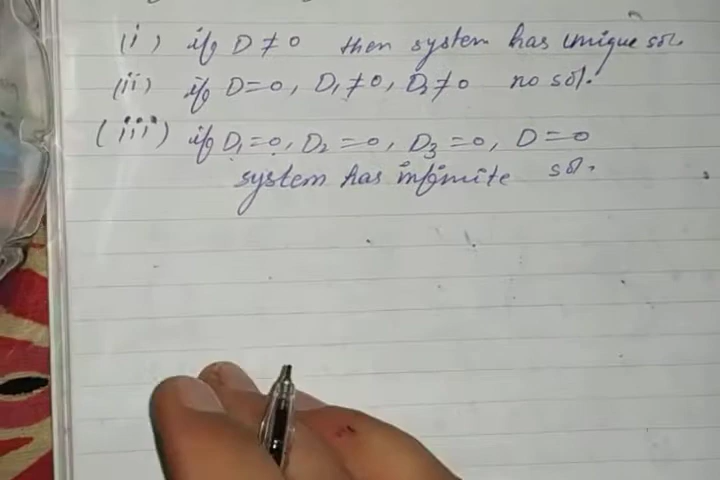 (i) if D ≠ 0 then system has unique sol.
(ii) if D=0, D₁≠0, D₂≠0 no sol.
(iii) if D₁=0, D₂=0, D₃=0, D=0
system has infinite sol.